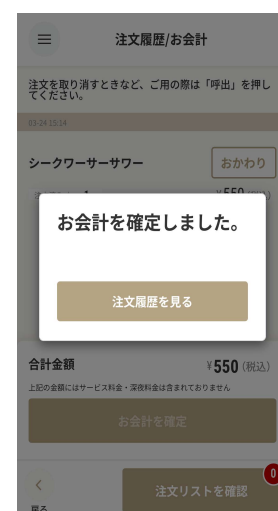 注文履歴/お会計
注文を取り消すときなど、ご用の際は「呼出」を押し
てください。
03-24 15:14
シークワーサーサワー
おかわり
¥550 (税込)
お会計を確定しました。
注文履歴を見る
合計金額
¥550 (税込)
上記の金額にはサービス料金・深夜料金は含まれておりません
お会計を確定
0
注文リストを確認
戻る